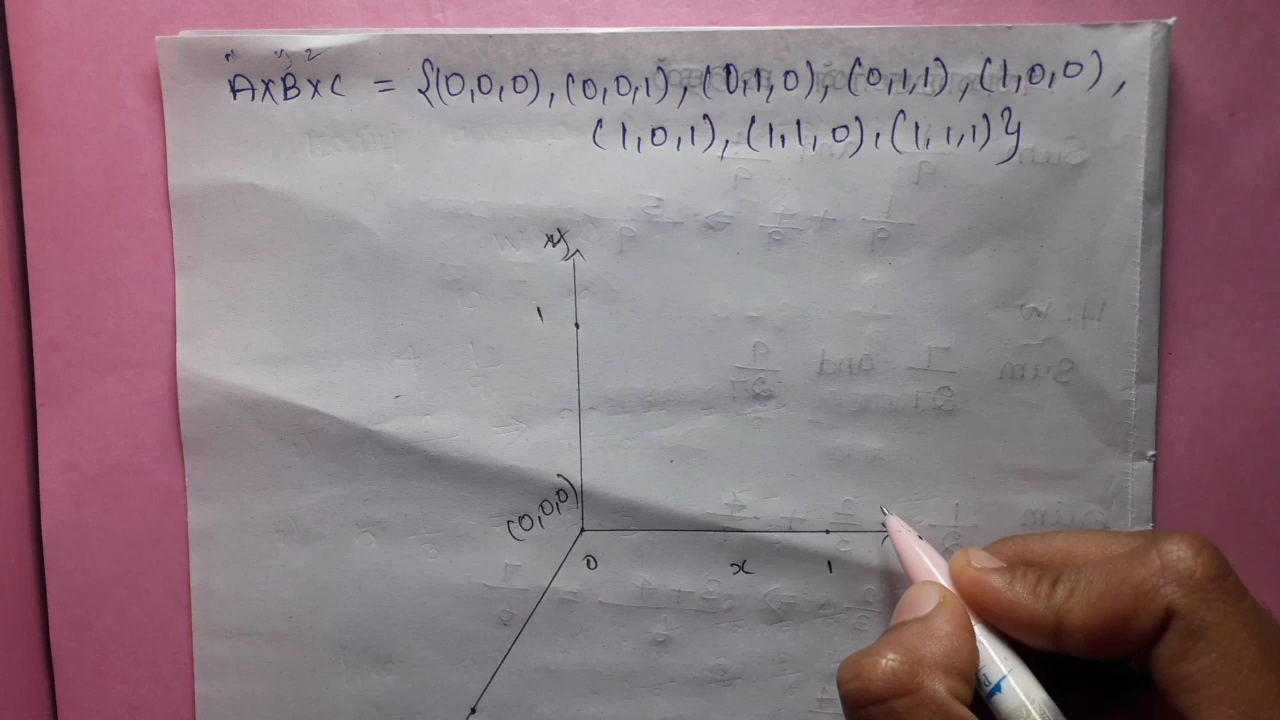 A×B×C = {(0,0,0), (0,0,1), (0,1,0), (0,1,1), (1,0,0),
(1,0,1), (1,1,0), (1,1,1)}
y
1
(0,0,0)
0 x 1